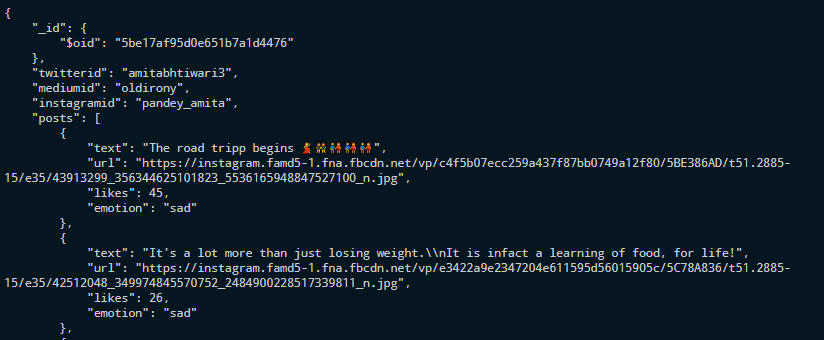 {
"_id": {
"$oid": "5be17af95d0e651b7a1d4476"
},
"twitterid": "amitabhtiwari3",
"mediumid": "oldirony",
"instagramid": "pandey_amita",
"posts": [
{
"text": "The road tripp begins 💃👯👫👫👫",
"url": "https://instagram.famd5-1.fna.fbcdn.net/vp/c4f5b07ecc259a437f87bb0749a12f80/5BE386AD/t51.2885-
15/e35/43913299_356344625101823_5536165948847527100_n.jpg",
"likes": 45,
"emotion": "sad"
},
{
"text": "It's a lot more than just losing weight.\\nIt is infact a learning of food, for life!",
"url": "https://instagram.famd5-1.fna.fbcdn.net/vp/e3422a9e2347204e611595d56015905c/5C78A836/t51.2885-
15/e35/42512048_349974845570752_2484900228517339811_n.jpg",
"likes": 26,
"emotion": "sad"
},